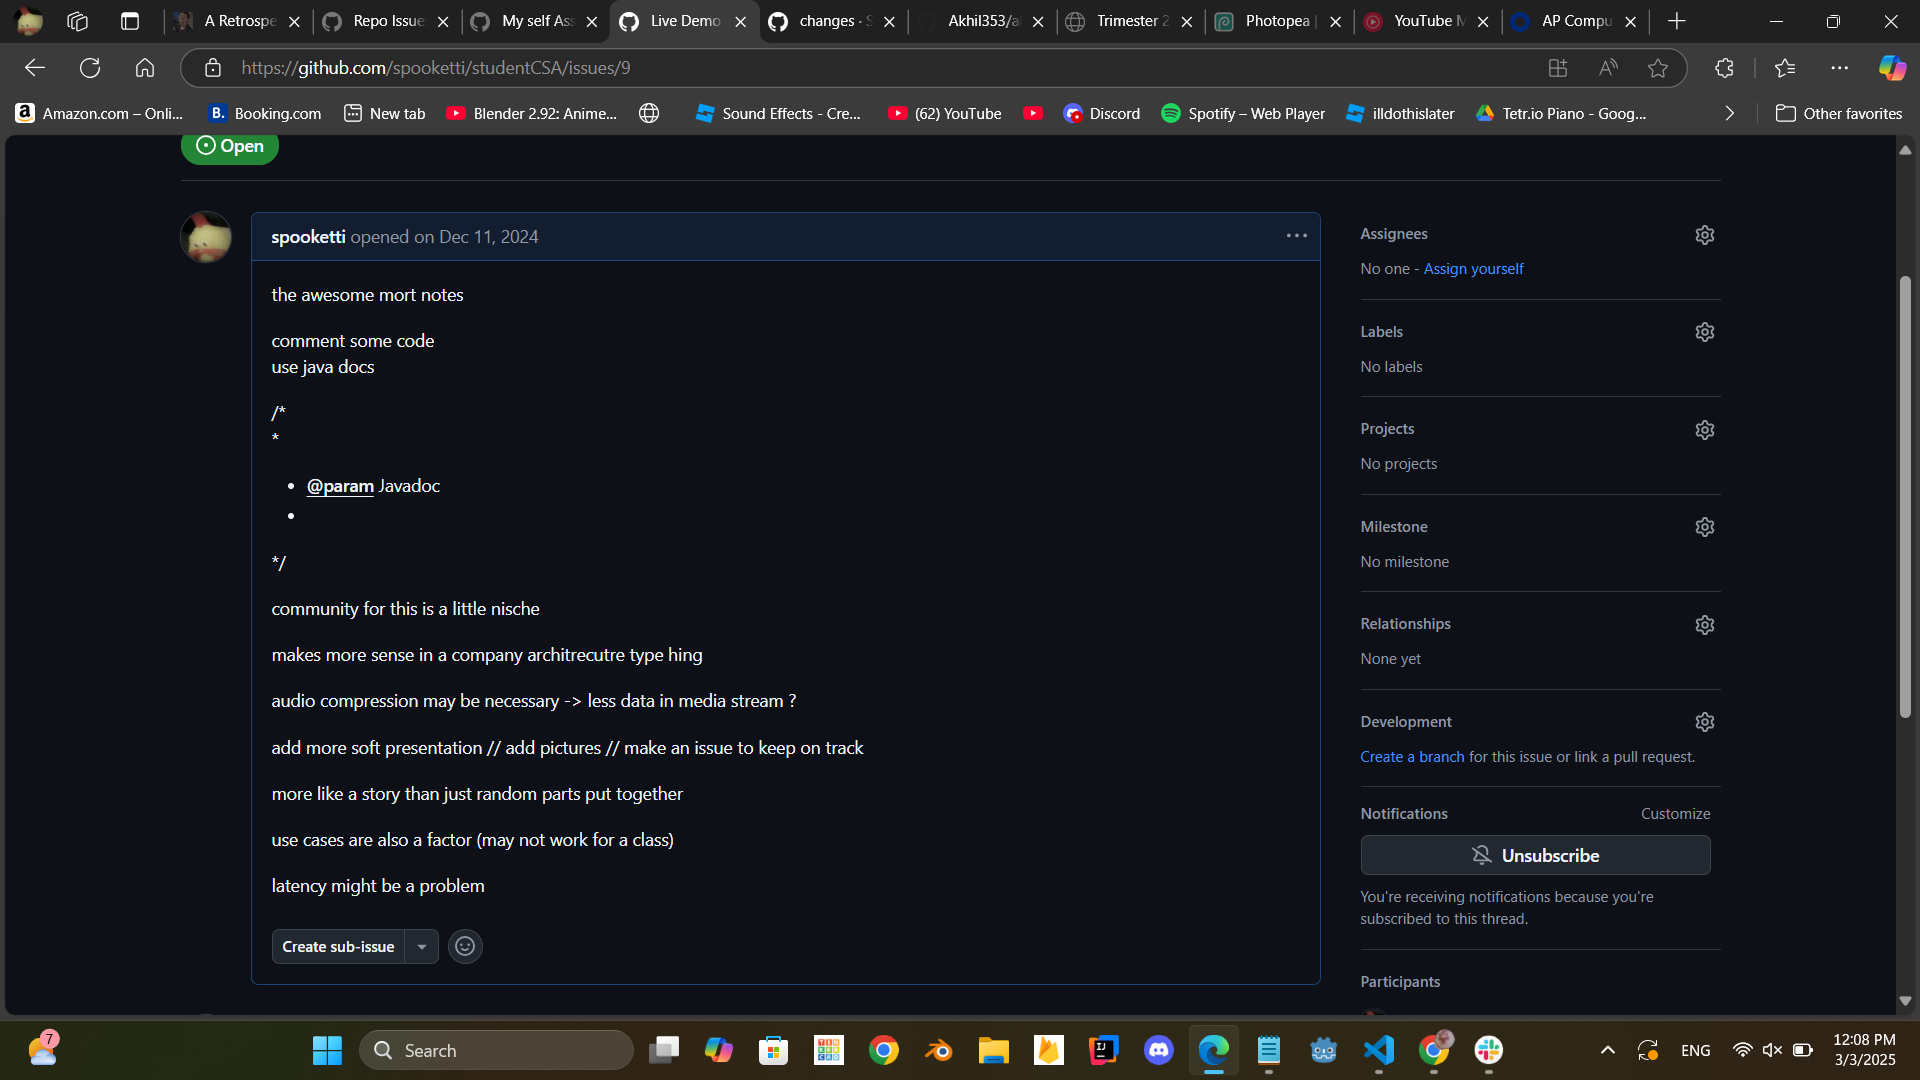 A Retrospe
Repo Issue
My self Ass
Live Demo
changes · S
Akhil353/al
Trimester 2
Photopea |
YouTube M
AP Compu
https://github.com/spooketti/studentCSA/issues/9
Amazon.com – Onli...
Booking.com
New tab
Blender 2.92: Anime...
Sound Effects - Cre...
(62) YouTube
Discord
Spotify – Web Player
illdothislater
Tetr.io Piano - Goog...
Other favorites
Open
spooketti opened on Dec 11, 2024
the awesome mort notes
comment some code
use java docs
/*
*
• @param Javadoc
•
*/
community for this is a little nische
makes more sense in a company architrecutre type hing
audio compression may be necessary -> less data in media stream ?
add more soft presentation // add pictures // make an issue to keep on track
more like a story than just random parts put together
use cases are also a factor (may not work for a class)
latency might be a problem
Create sub-issue
Assignees
No one - Assign yourself
Labels
No labels
Projects
No projects
Milestone
No milestone
Relationships
None yet
Development
Create a branch for this issue or link a pull request.
Notifications
Customize
Unsubscribe
You're receiving notifications because you're
subscribed to this thread.
Participants
7
Search
ENG
12:08 PM
3/3/2025